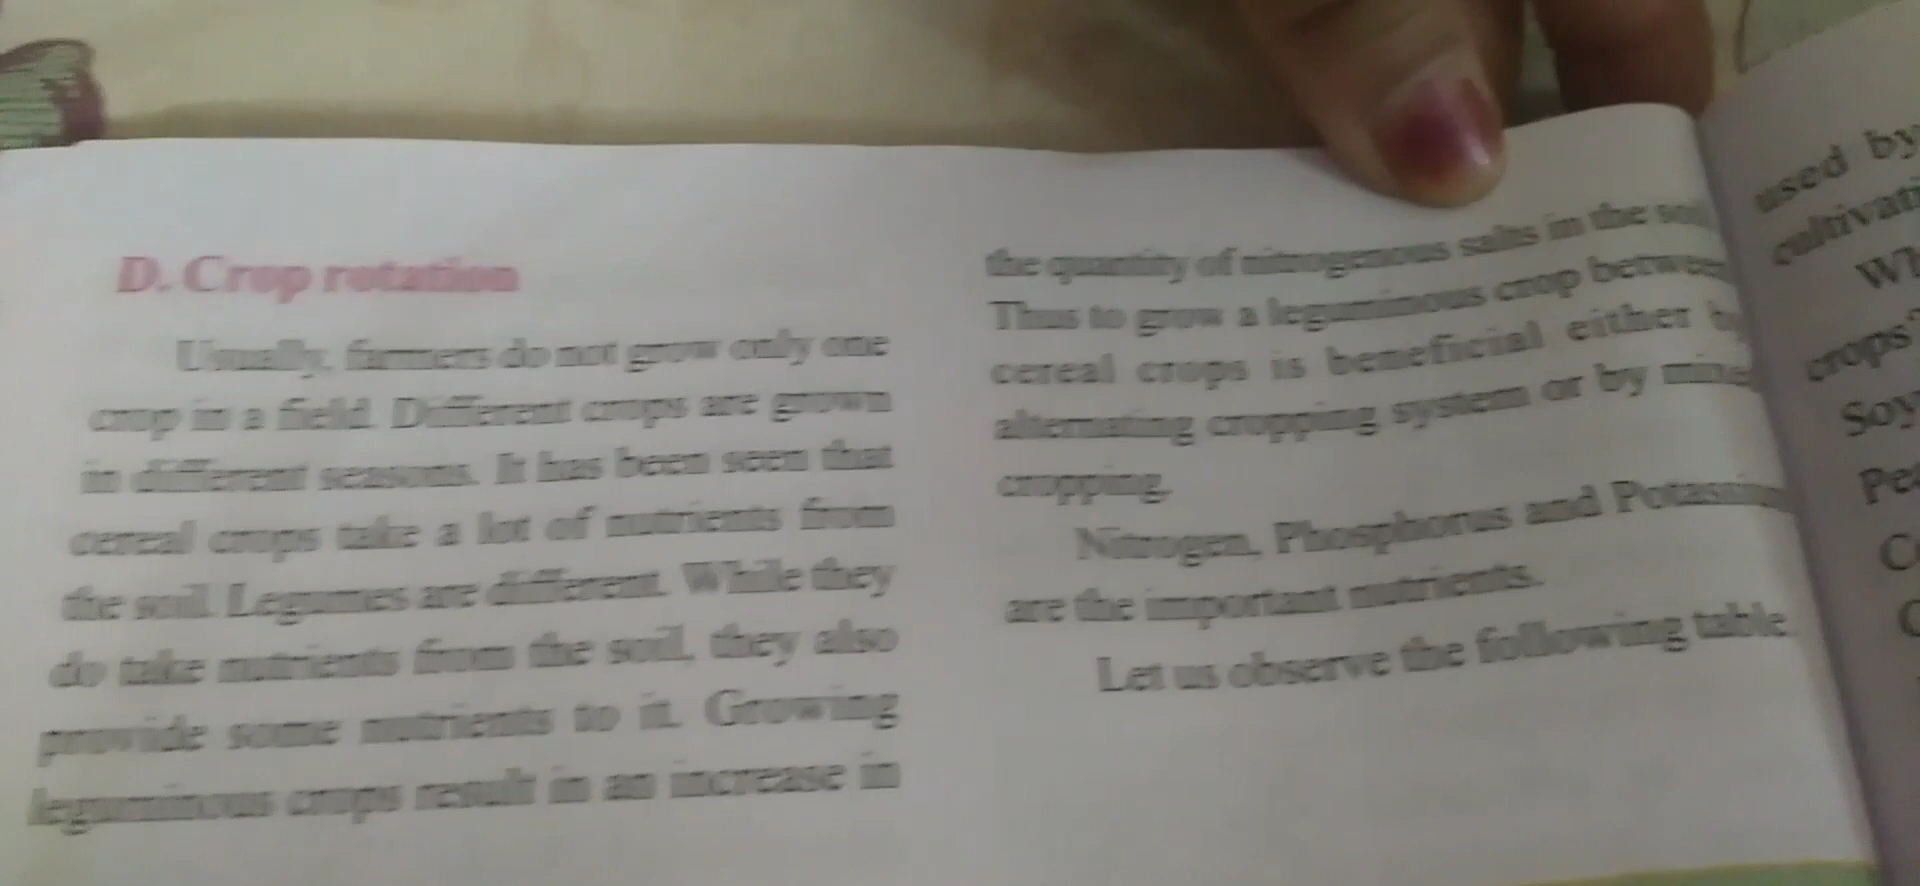 D. Crop rotation
Usually, farmers do not grow only one
crop in a field. Different crops are grown
in different seasons. It has been seen that
cereal crops take a lot of nutrients from
the soil. Legumes are different. While they
do take nutrients from the soil, they also
provide some nutrients to it. Growing
leguminous crops result in an increase in
the quantity of nitrogenous salts in the
Thus to grow a leguminous crop between
cereal crops is beneficial either by
alternating cropping system or by
cropping.
Nitrogen, Phosphorus and
are the important nutrients.
Let us observe the following table.
used by
crops